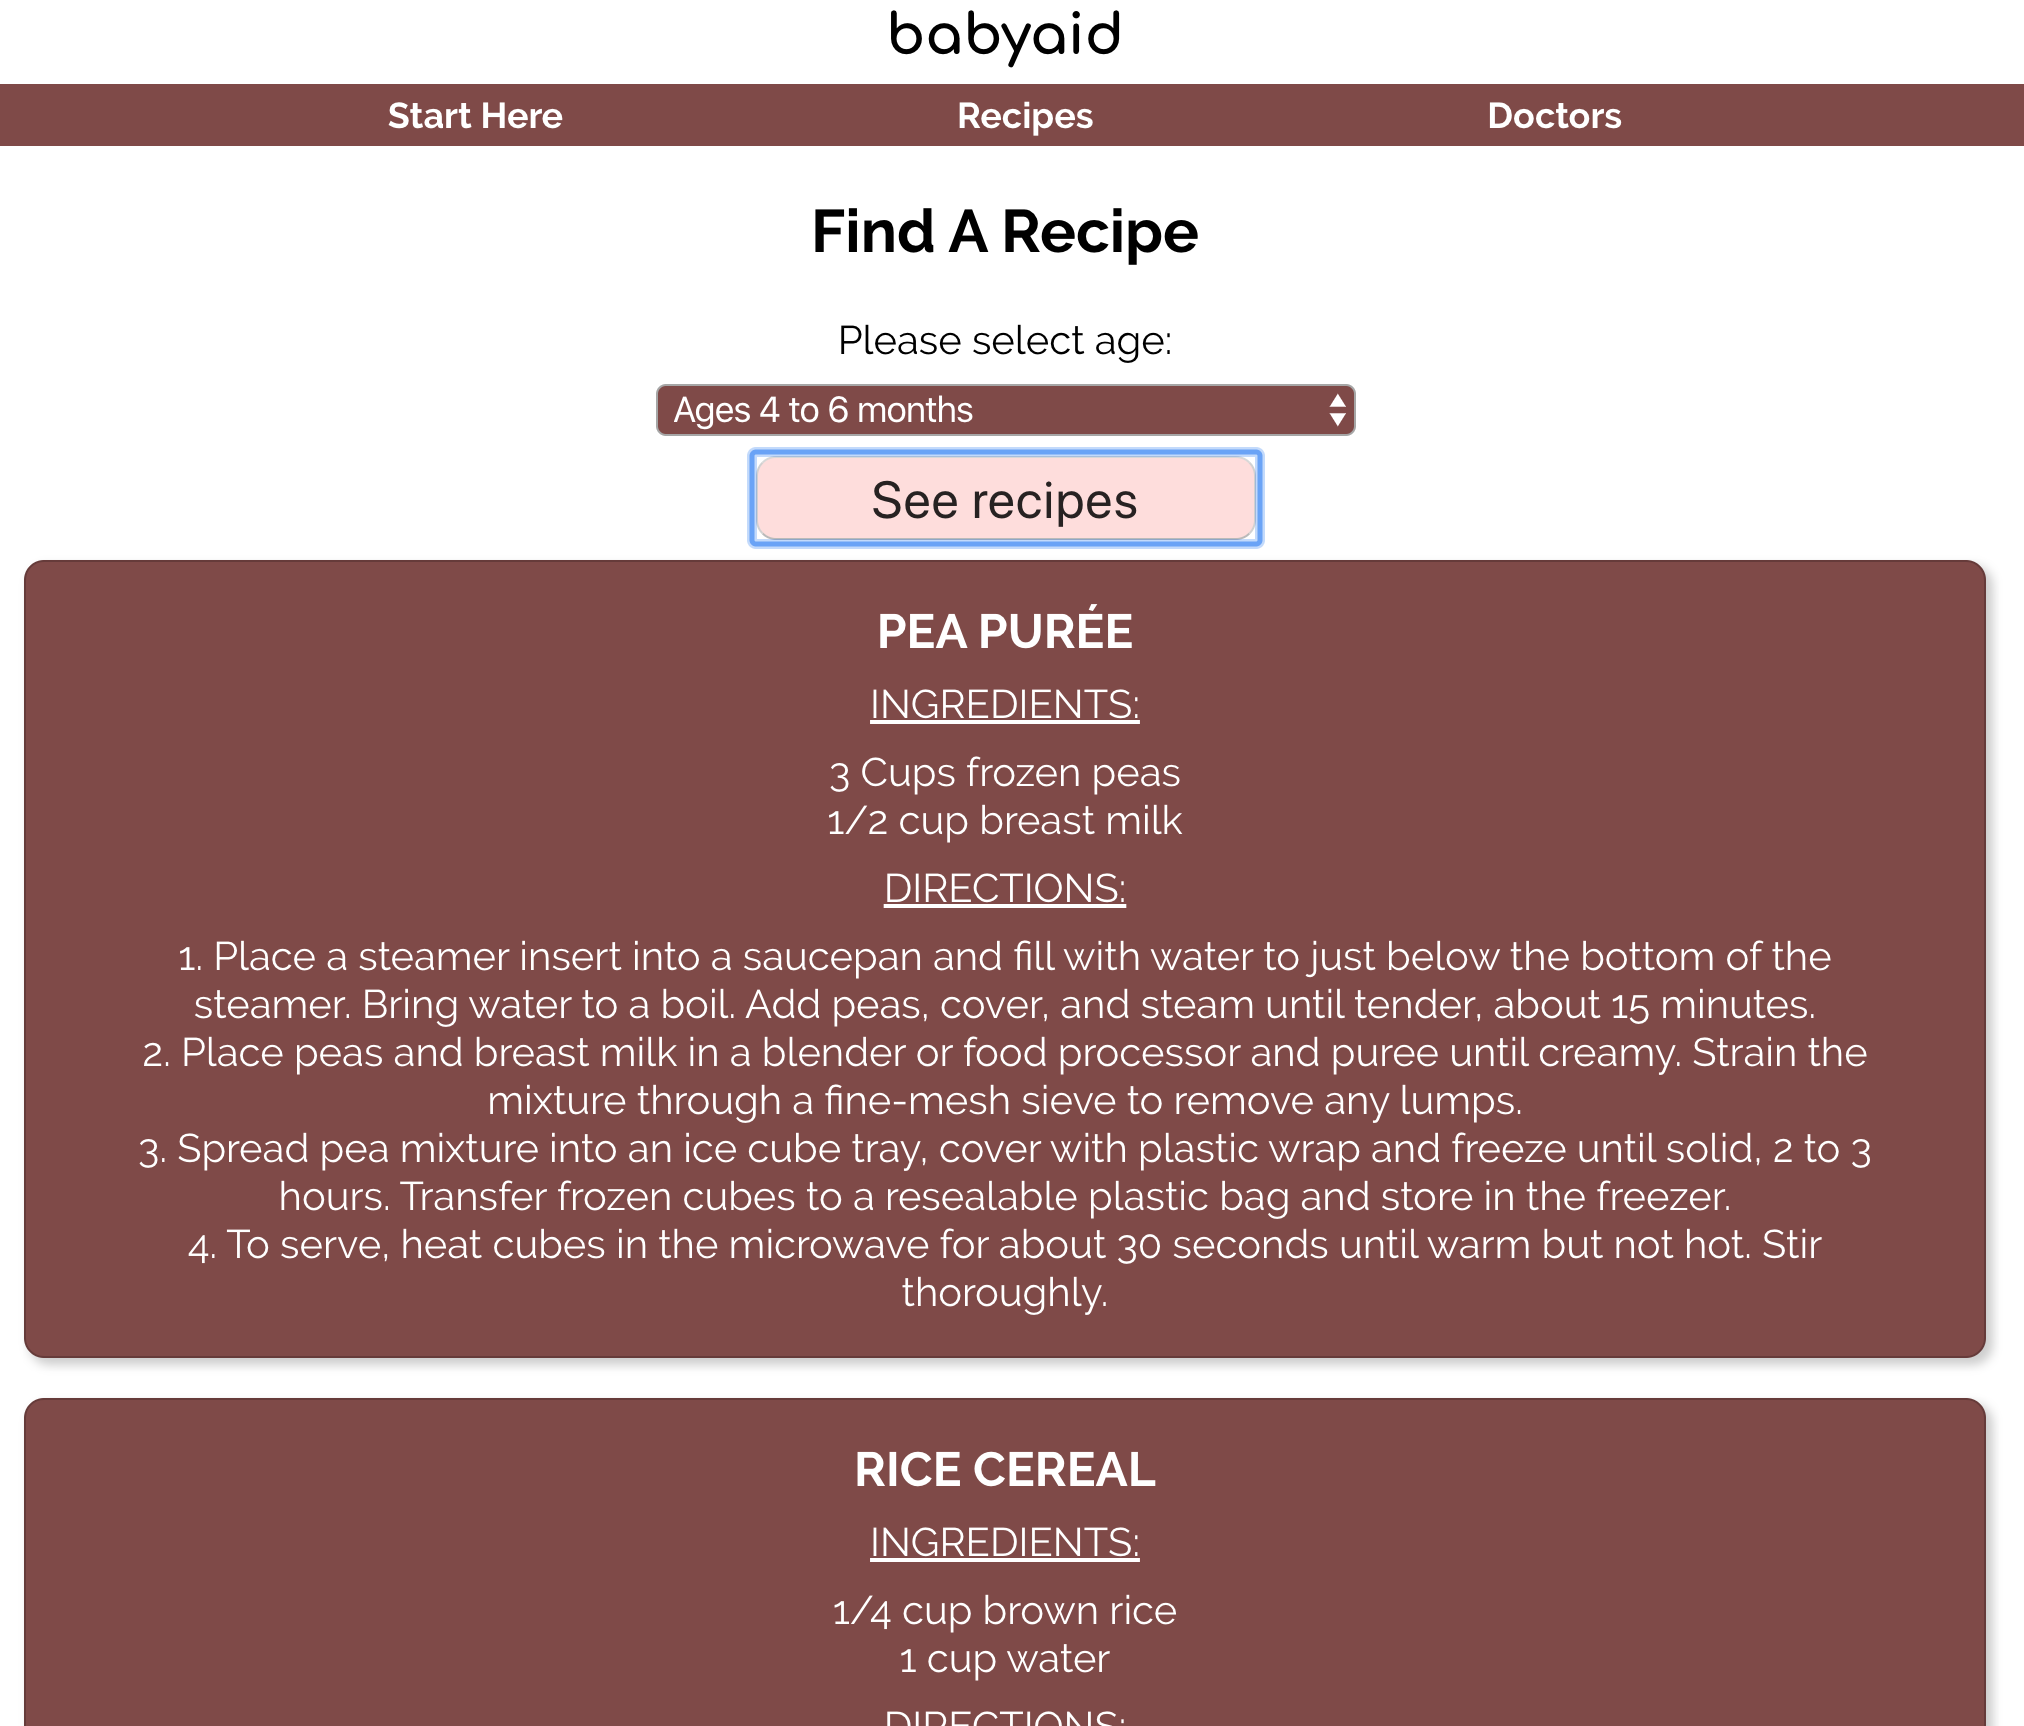 babyaid
Start Here
Recipes
Doctors
Find A Recipe
Please select age:
Ages 4 to 6 months
See recipes
PEA PURÉE
INGREDIENTS:
3 Cups frozen peas
1/2 cup breast milk
DIRECTIONS:
1. Place a steamer insert into a saucepan and fill with water to just below the bottom of the
steamer. Bring water to a boil. Add peas, cover, and steam until tender, about 15 minutes.
2. Place peas and breast milk in a blender or food processor and puree until creamy. Strain the
mixture through a fine-mesh sieve to remove any lumps.
3. Spread pea mixture into an ice cube tray, cover with plastic wrap and freeze until solid, 2 to 3
hours. Transfer frozen cubes to a resealable plastic bag and store in the freezer.
4. To serve, heat cubes in the microwave for about 30 seconds until warm but not hot. Stir
thoroughly.
RICE CEREAL
INGREDIENTS:
1/4 cup brown rice
1 cup water
DIRECTIONS: